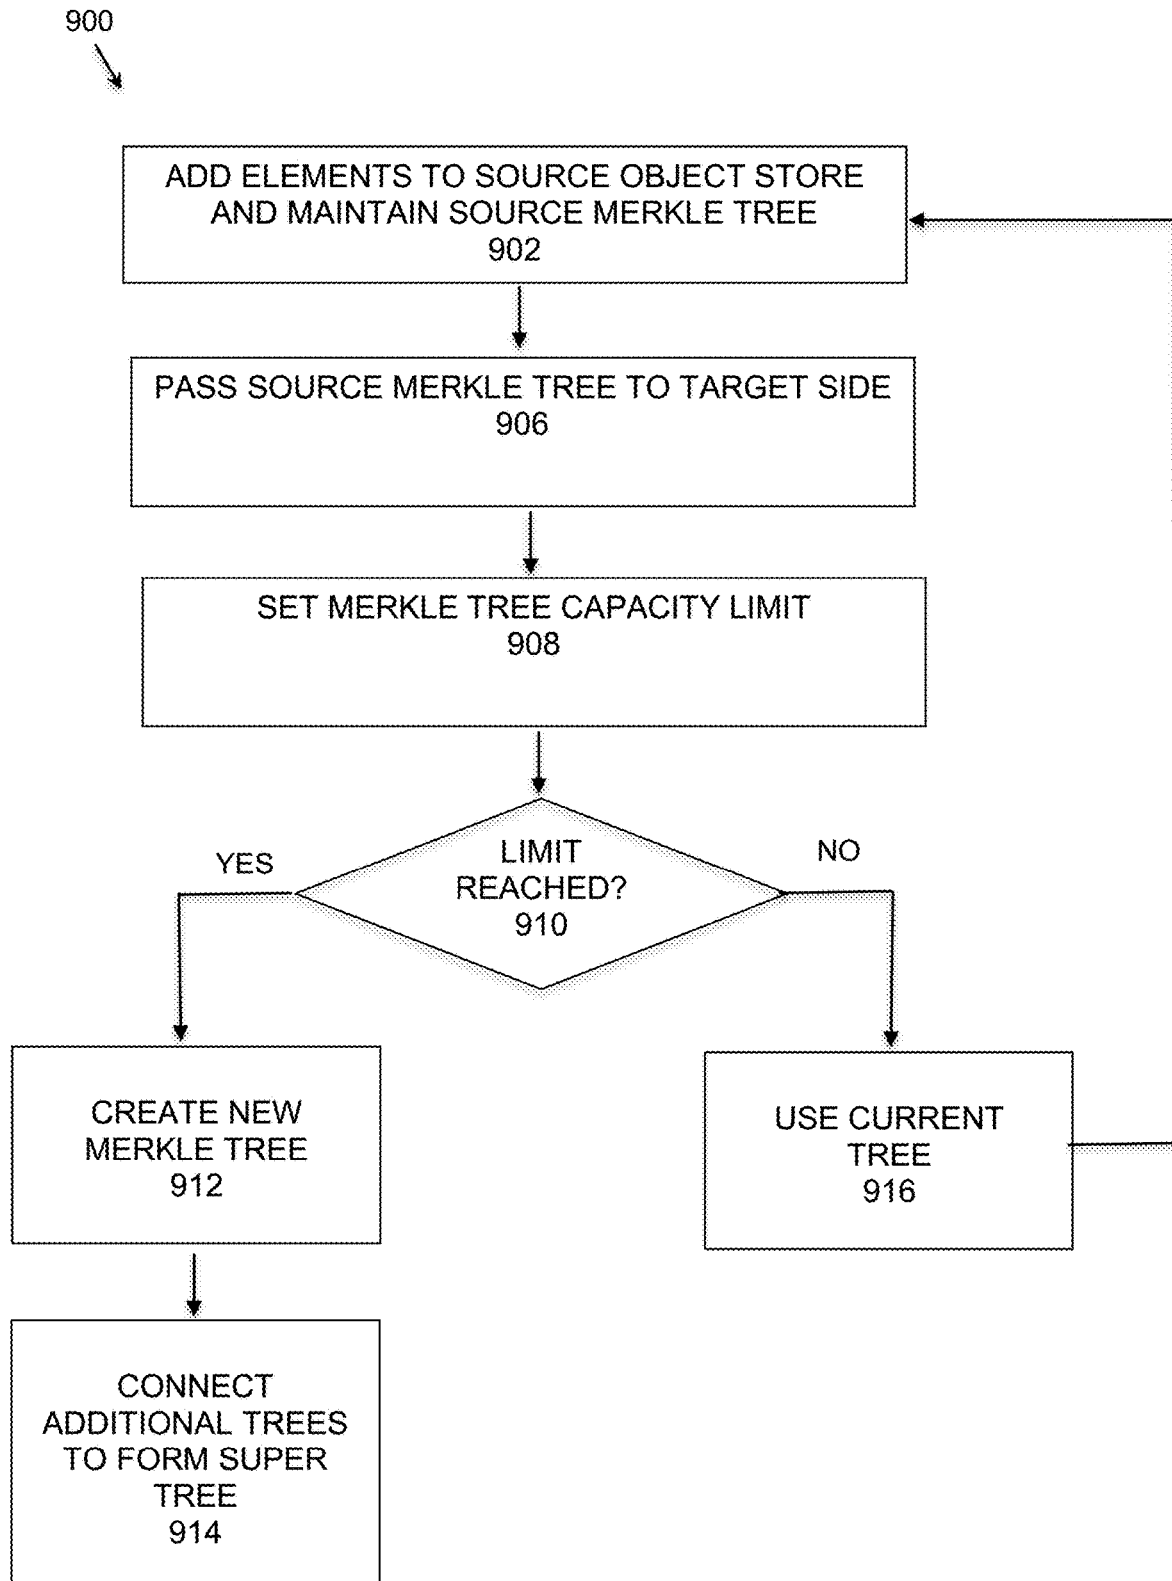 900
ADD ELEMENTS TO SOURCE OBJECT STORE
AND MAINTAIN SOURCE MERKLE TREE
902
PASS SOURCE MERKLE TREE TO TARGET SIDE
906
SET MERKLE TREE CAPACITY LIMIT
908
LIMIT
REACHED?
910
YES
NO
CREATE NEW
MERKLE TREE
912
USE CURRENT
TREE
916
CONNECT
ADDITIONAL TREES
TO FORM SUPER
TREE
914